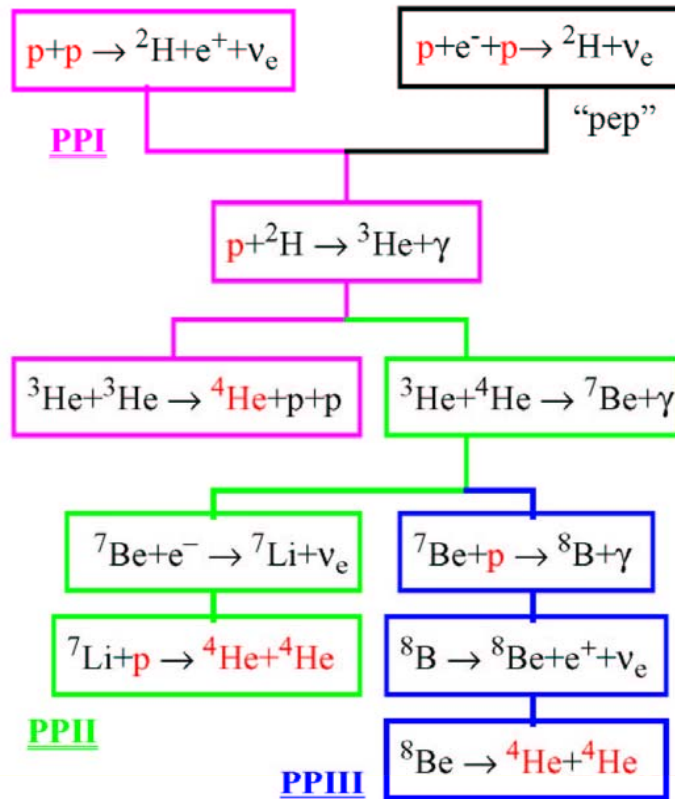 p+p → ²H+e⁺+νₑ
p+e⁻+p→ ²H+νₑ
“pep”
PPI
p+²H → ³He+γ
³He+³He → ⁴He+p+p
³He+⁴He → ⁷Be+γ
⁷Be+e⁻ → ⁷Li+νₑ
⁷Be+p → ⁸B+γ
⁷Li+p → ⁴He+⁴He
⁸B → ⁸Be+e⁺+νₑ
PPII
⁸Be → ⁴He+⁴He
PPIII